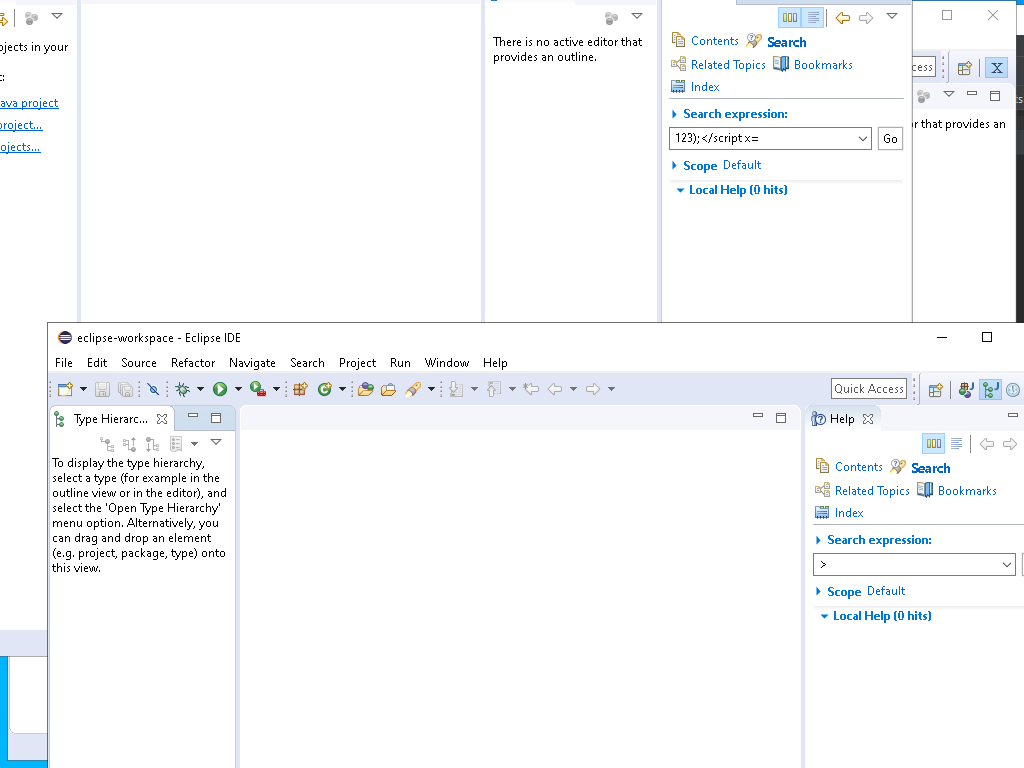 ojects in your
t:
ava project
project...
ojects...
There is no active editor that
provides an outline.
Contents Search
Related Topics Bookmarks
Index
Search expression:
123);</script x=
Go
Scope Default
Local Help (0 hits)
cess
X
r that provides an
eclipse-workspace - Eclipse IDE
File Edit Source Refactor Navigate Search Project Run Window Help
Quick Access
Type Hierarc...
To display the type hierarchy,
select a type (for example in the
outline view or in the editor), and
select the 'Open Type Hierarchy'
menu option. Alternatively, you
can drag and drop an element
(e.g. project, package, type) onto
this view.
Help
Contents Search
Related Topics Bookmarks
Index
Search expression:
>
Scope Default
Local Help (0 hits)